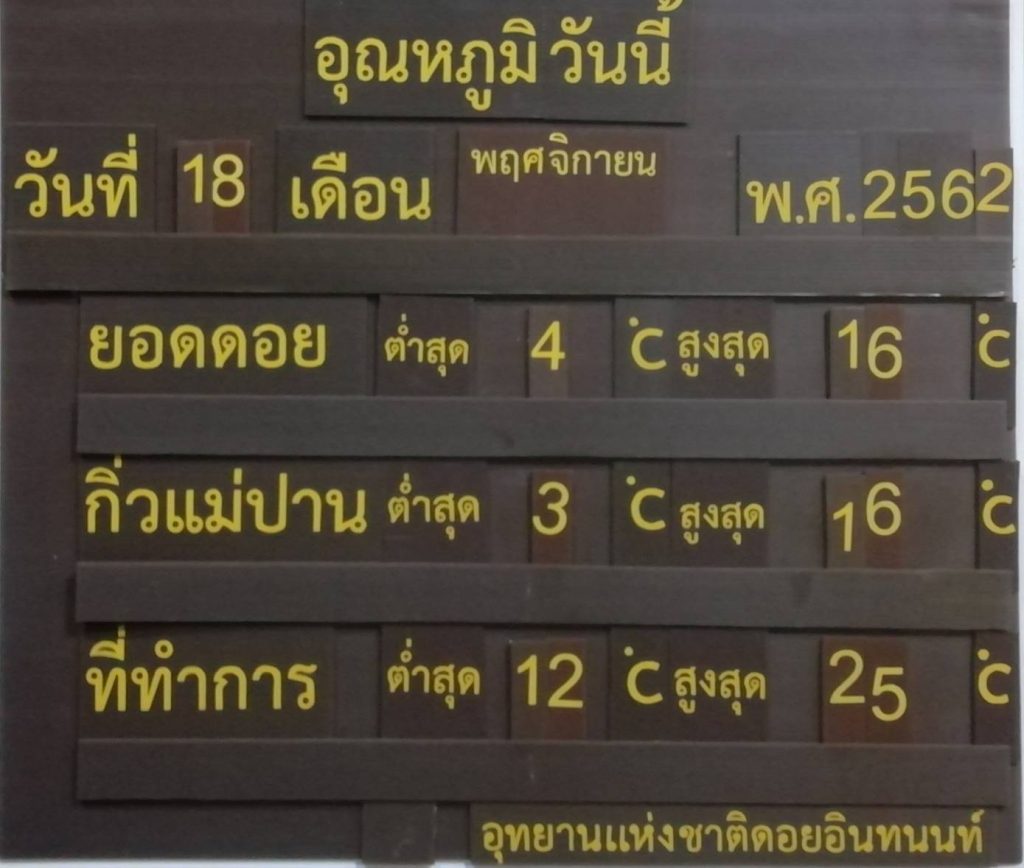 อุณหภูมิ วันนี้
วันที่ 18 เดือน พฤศจิกายน พ.ศ. 2562
ยอดดอย ต่ำสุด 4 °C สูงสุด 16 °C
กิ่วแม่ปาน ต่ำสุด 3 °C สูงสุด 16 °C
ที่ทำการ ต่ำสุด 12 °C สูงสุด 25 °C
อุทยานแห่งชาติดอยอินทนนท์